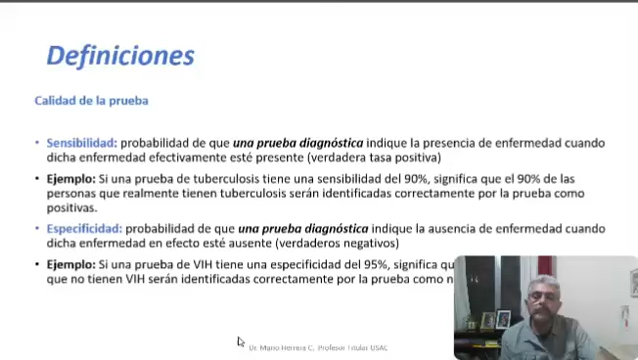 Definiciones
Calidad de la prueba
• Sensibilidad: probabilidad de que una prueba diagnóstica indique la presencia de enfermedad cuando
dicha enfermedad efectivamente esté presente (verdadera tasa positiva)
• Ejemplo: Si una prueba de tuberculosis tiene una sensibilidad del 90%, significa que el 90% de las
personas que realmente tienen tuberculosis serán identificadas correctamente por la prueba como
positivas.
• Especificidad: probabilidad de que una prueba diagnóstica indique la ausencia de enfermedad cuando
dicha enfermedad en efecto esté ausente (verdaderos negativos)
• Ejemplo: Si una prueba de VIH tiene una especificidad del 95%, significa qu
que no tienen VIH serán identificadas correctamente por la prueba como n
Dr. Mario Herrera C. Profesor Titular USAC